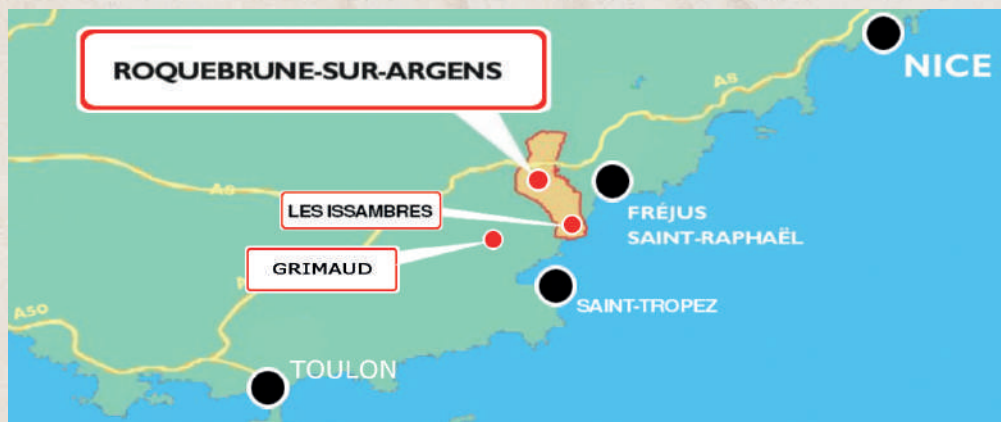 ROQUEBRUNE-SUR-ARGENS
NICE
A8
A8
LES ISSAMBRES
FRÉJUS
SAINT-RAPHAËL
GRIMAUD
SAINT-TROPEZ
A50
TOULON